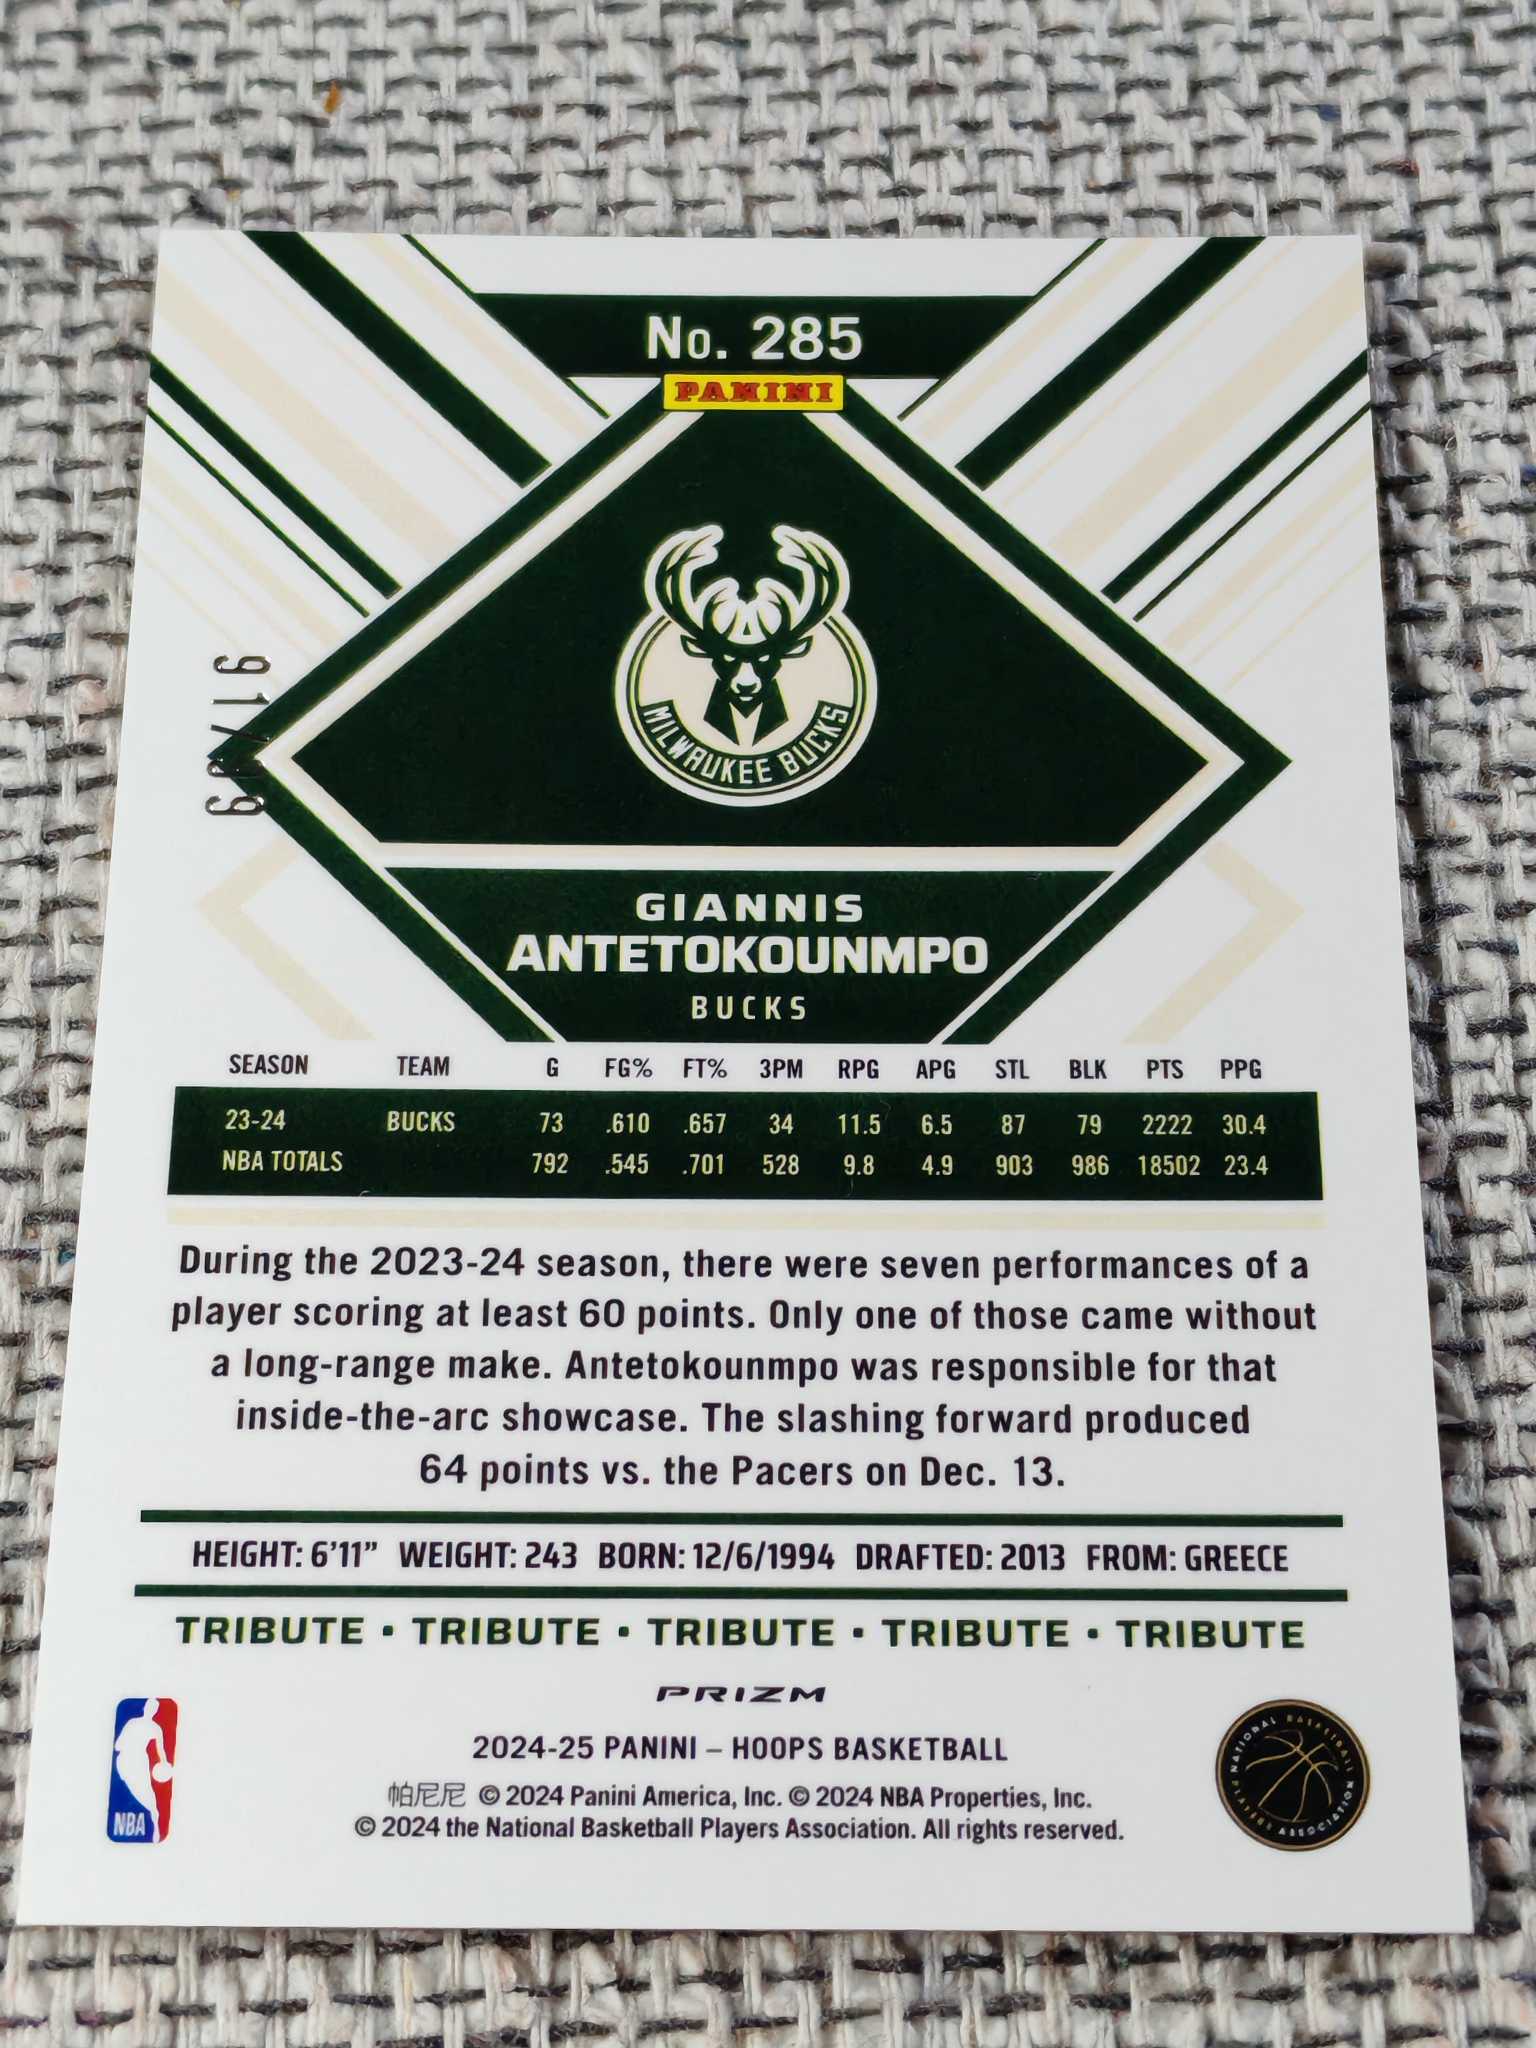 No. 285
PANINI
MILWAUKEE BUCKS
GIANNIS
ANTETOKOUNMPO
BUCKS
SEASON TEAM G FG% FT% 3PM RPG APG STL BLK PTS PPG
23-24 BUCKS 73 .610 .657 34 11.5 6.5 87 79 2222 30.4
NBA TOTALS 792 .545 .701 528 9.8 4.9 903 986 18502 23.4
During the 2023-24 season, there were seven performances of a
player scoring at least 60 points. Only one of those came without
a long-range make. Antetokounmpo was responsible for that
inside-the-arc showcase. The slashing forward produced
64 points vs. the Pacers on Dec. 13.
HEIGHT: 6’11” WEIGHT: 243 BORN: 12/6/1994 DRAFTED: 2013 FROM: GREECE
TRIBUTE • TRIBUTE • TRIBUTE • TRIBUTE • TRIBUTE
PRIZM
2024-25 PANINI – HOOPS BASKETBALL
帕尼尼 © 2024 Panini America, Inc. © 2024 NBA Properties, Inc.
© 2024 the National Basketball Players Association. All rights reserved.
NBA
NATIONAL BASKETBALL PLAYERS ASSOCIATION